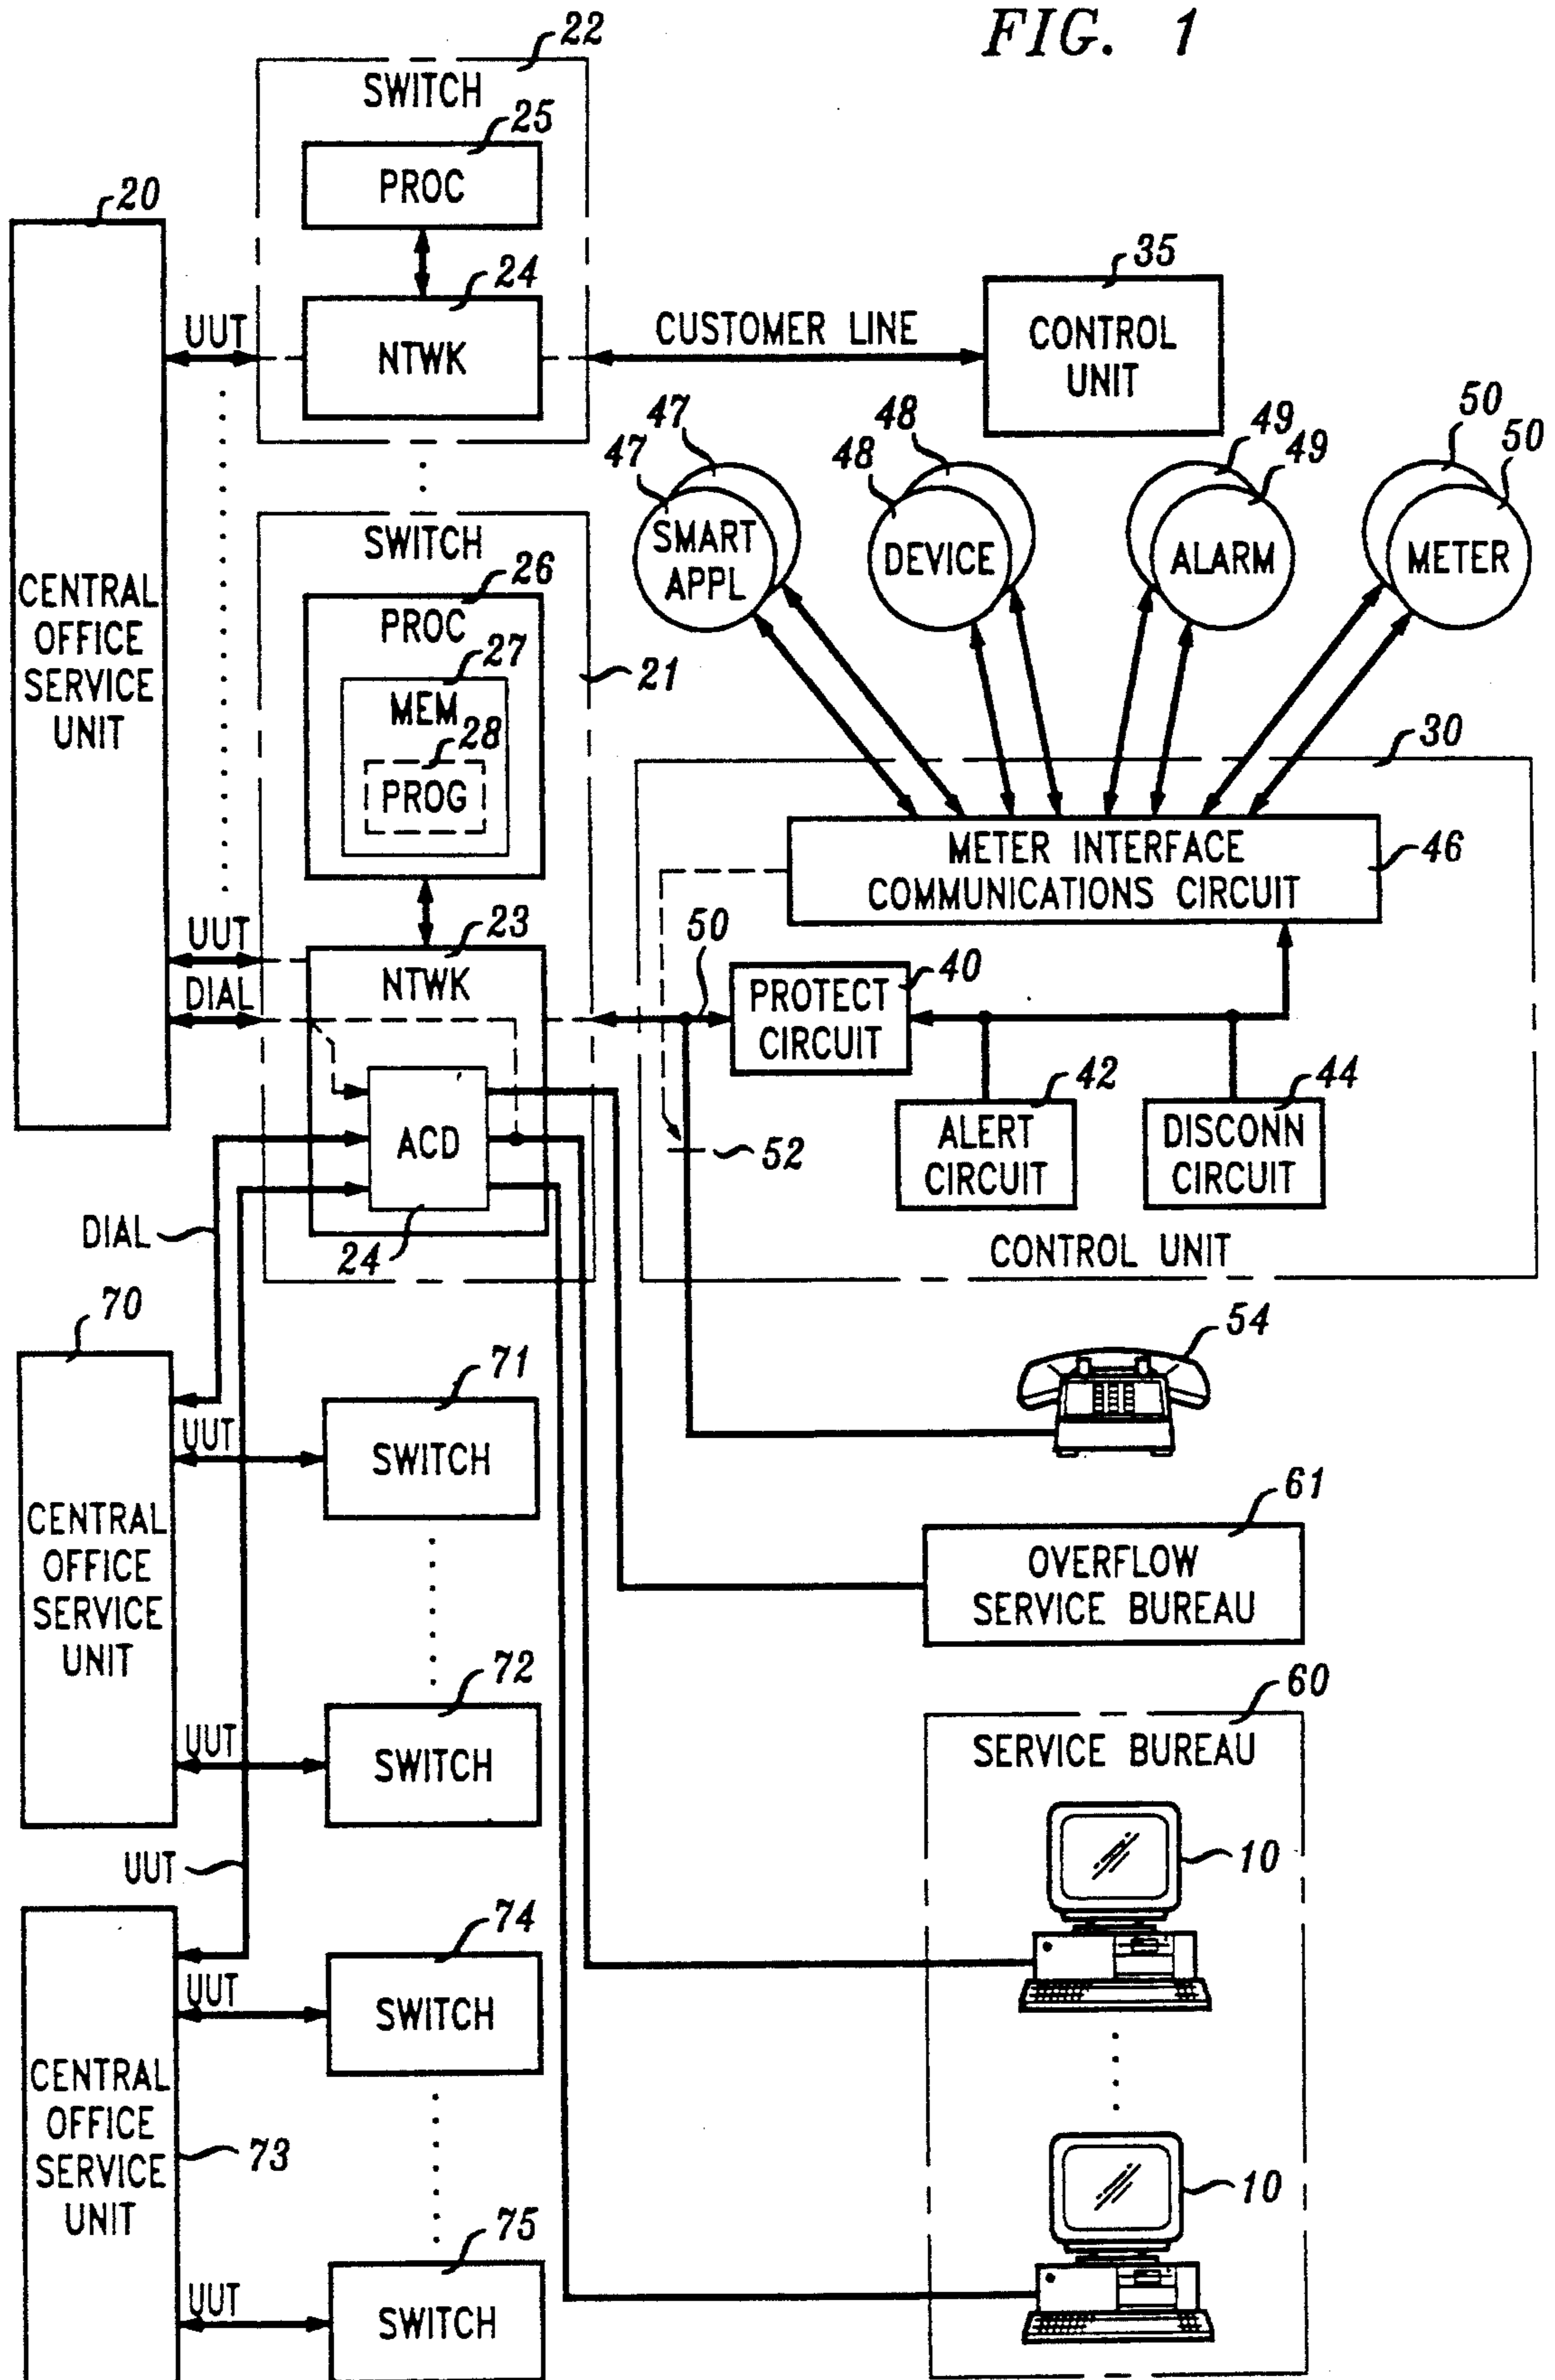 FIG. 1
22
SWITCH
25
PROC
20
24
NTWK
UUT
CUSTOMER LINE
35
CONTROL
UNIT
CENTRAL
OFFICE
SERVICE
UNIT
47
47
SMART
APPL
48
48
DEVICE
49
49
ALARM
50
50
METER
SWITCH
26
PROC
27
MEM
28
PROG
21
30
METER INTERFACE
COMMUNICATIONS CIRCUIT
46
UUT
DIAL
23
NTWK
50
40
PROTECT
CIRCUIT
ACD
24
52
42
ALERT
CIRCUIT
44
DISCONN
CIRCUIT
CONTROL UNIT
DIAL
70
CENTRAL
OFFICE
SERVICE
UNIT
UUT
71
SWITCH
54
61
OVERFLOW
SERVICE BUREAU
UUT
72
SWITCH
60
SERVICE BUREAU
10
UUT
CENTRAL
OFFICE
SERVICE
UNIT
73
UUT
74
SWITCH
10
UUT
75
SWITCH